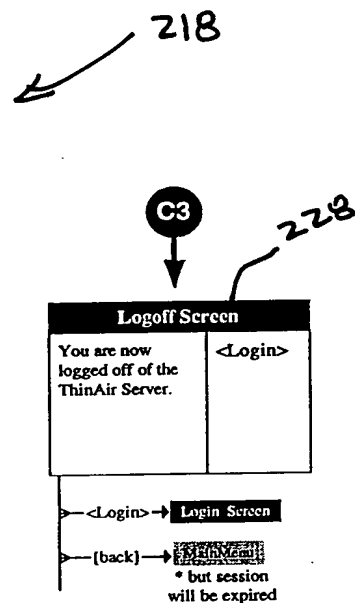 218
C3
228
Logoff Screen
You are now
logged off of the
ThinAir Server.
<Login>
<Login> Login Screen
{back} MainMenu
* but session
will be expired